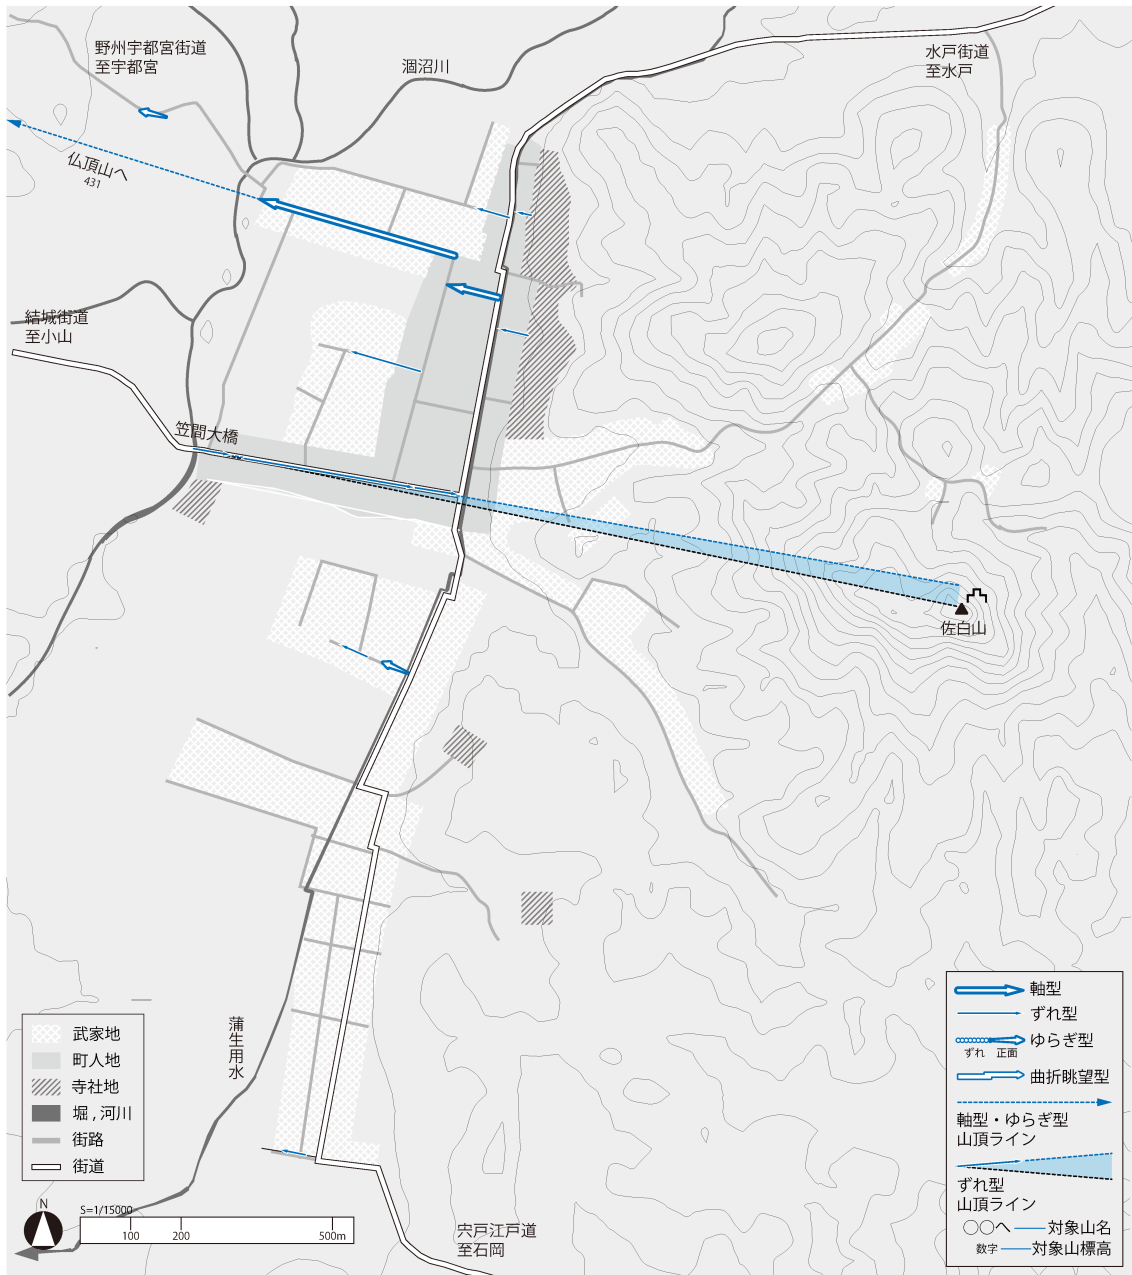 野州宇都宮街道
至宇都宮
涸沼川
水戸街道
至水戸
仏頂山へ
431
結城街道
至小山
笠間大橋
佐白山
蒲生用水
宍戸江戸道
至石岡
武家地
町人地
寺社地
堀 , 河川
街路
街道
N
S=1/15000
100
200
500m
軸型
ずれ型
ゆらぎ型
ずれ
正面
曲折眺望型
軸型・ゆらぎ型
山頂ライン
ずれ型
山頂ライン
○○へ
対象山名
数字
対象山標高